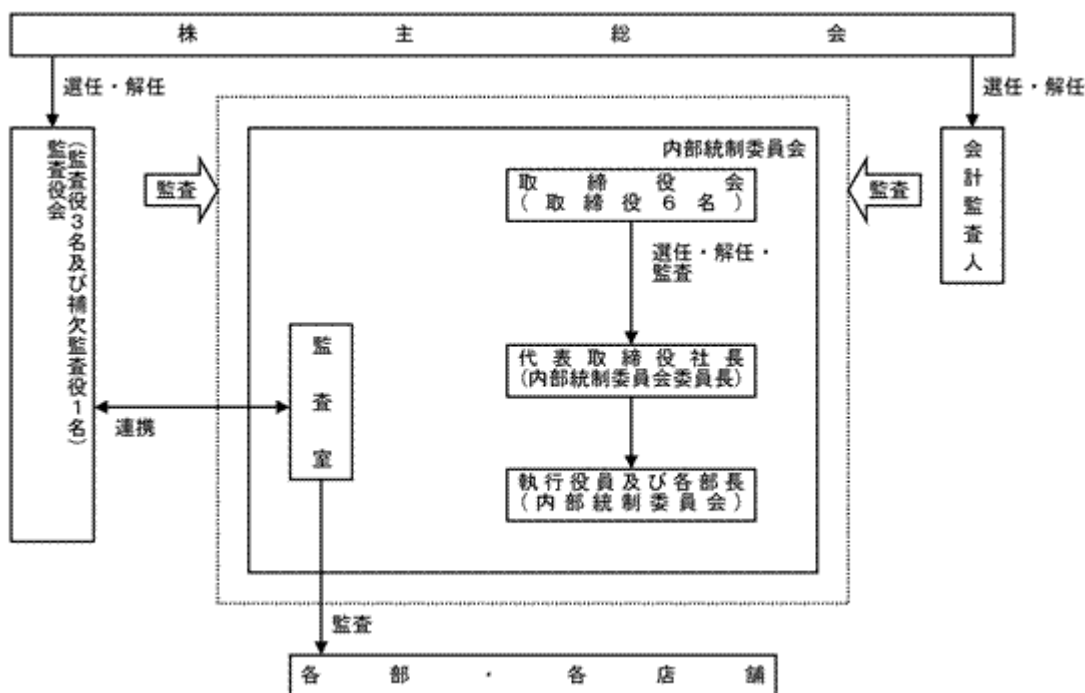 株主総会
選任・解任
選任・解任
監査役会
(監査役3名及び補欠監査役1名)
監査
内部統制委員会
取締役会
(取締役6名)
監査
会計監査人
選任・解任・
監査
監査室
代表取締役社長
(内部統制委員会委員長)
連携
執行役員及び各部長
(内部統制委員会)
監査
各部・各店舗